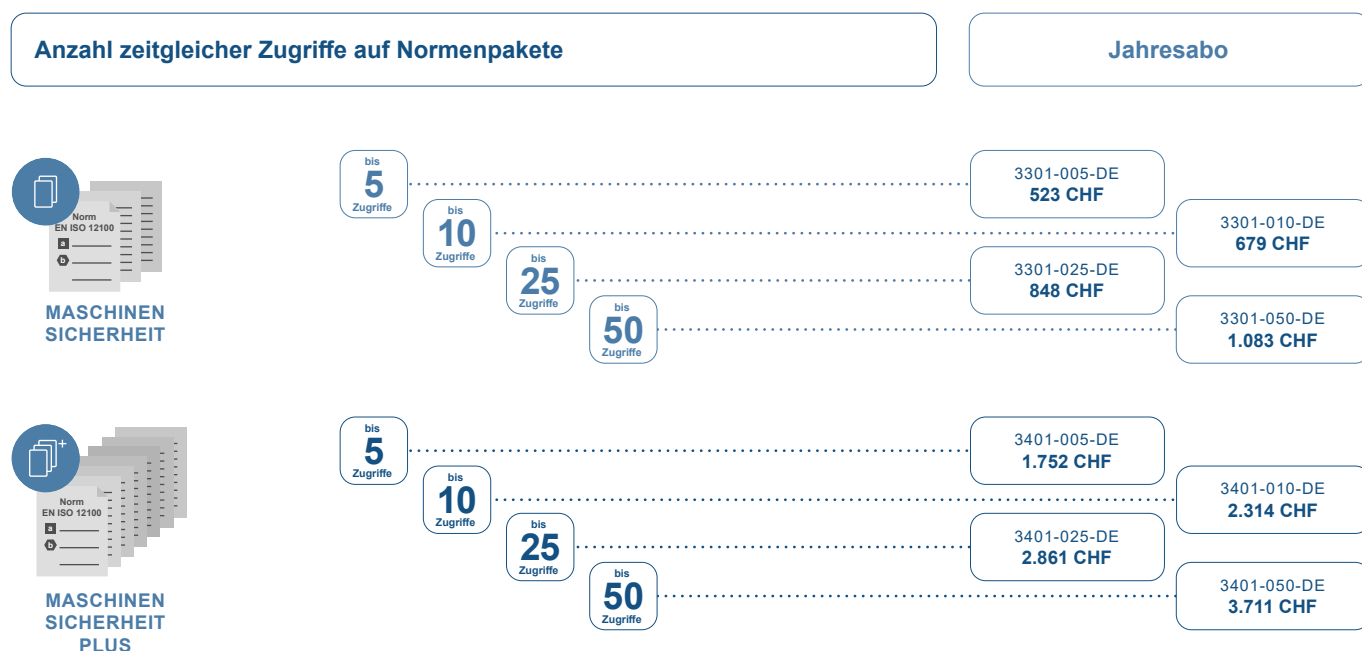 Anzahl zeitgleicher Zugriffe auf Normenpakete
Jahresabo
Norm
EN ISO 12100
a
b
MASCHINEN
SICHERHEIT
bis
5
Zugriffe
3301-005-DE
523 CHF
bis
10
Zugriffe
3301-010-DE
679 CHF
bis
25
Zugriffe
3301-025-DE
848 CHF
bis
50
Zugriffe
3301-050-DE
1.083 CHF
Norm
EN ISO 12100
a
b
MASCHINEN
SICHERHEIT
PLUS
bis
5
Zugriffe
3401-005-DE
1.752 CHF
bis
10
Zugriffe
3401-010-DE
2.314 CHF
bis
25
Zugriffe
3401-025-DE
2.861 CHF
bis
50
Zugriffe
3401-050-DE
3.711 CHF